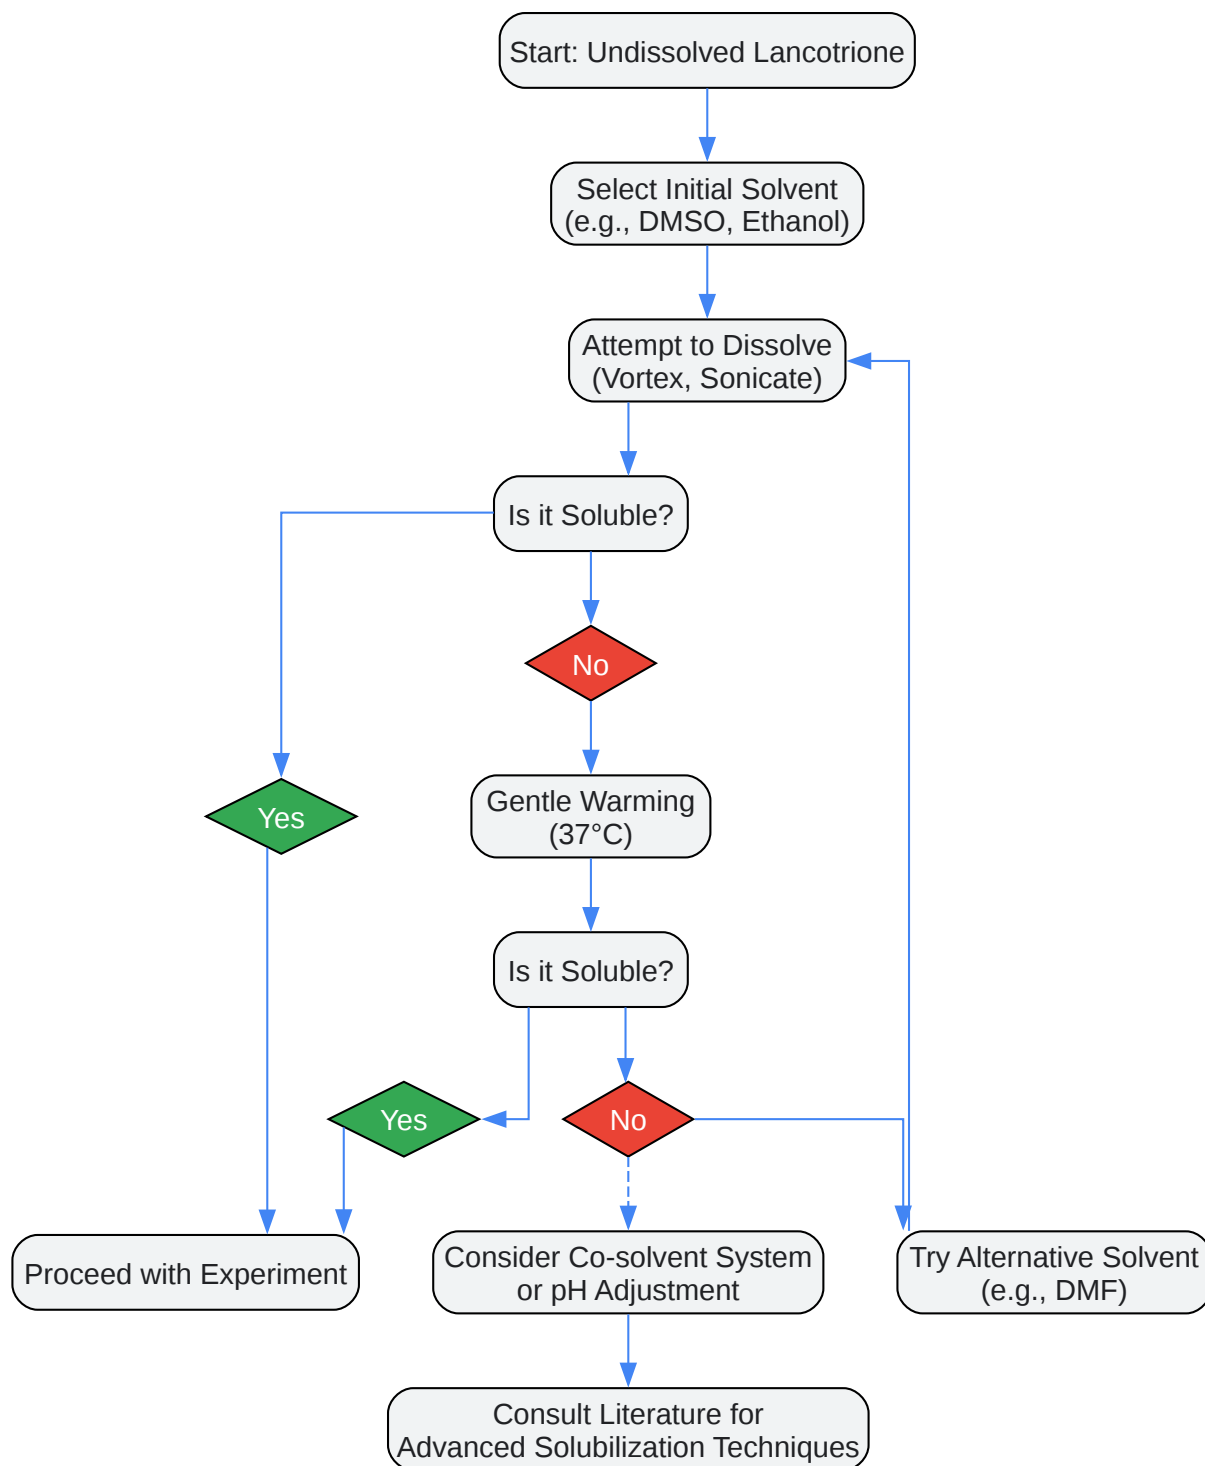 Start: Undissolved Lancotrione
Select Initial Solvent
(e.g., DMSO, Ethanol)
Attempt to Dissolve
(Vortex, Sonicate)
Is it Soluble?
No
Yes
Gentle Warming
(37°C)
Is it Soluble?
Yes
No
Proceed with Experiment
Consider Co-solvent System
or pH Adjustment
Try Alternative Solvent
(e.g., DMF)
Consult Literature for
Advanced Solubilization Techniques